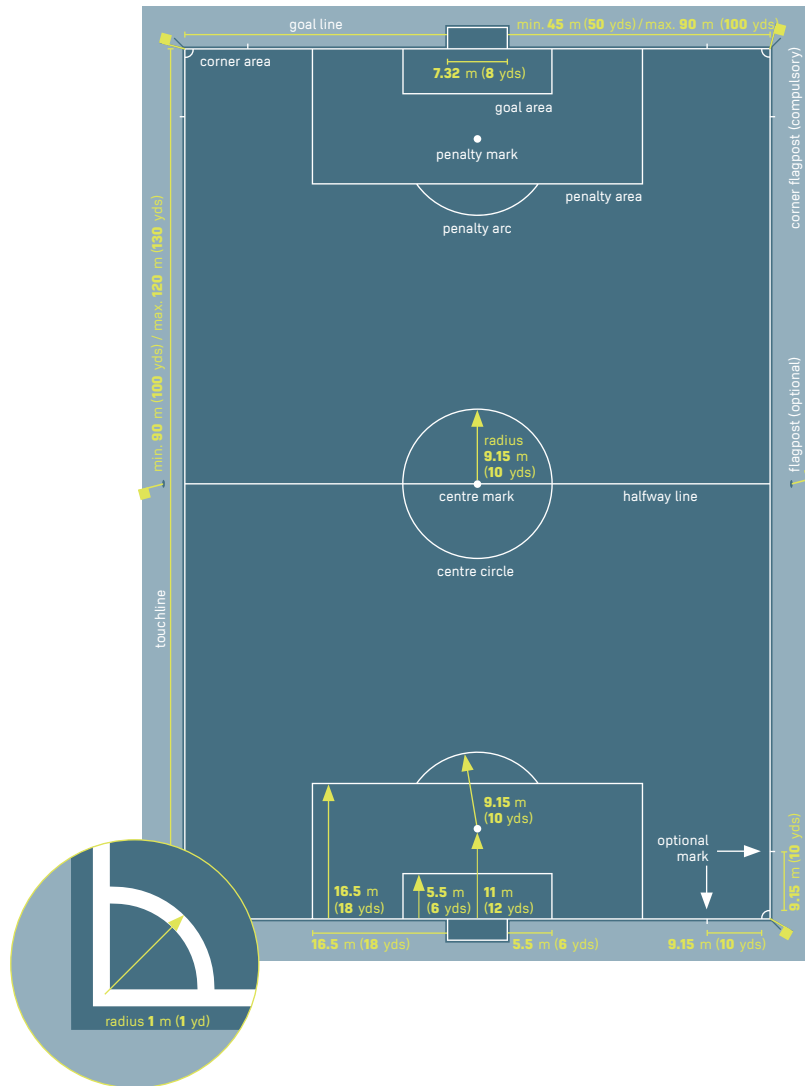 goal line
min. 45 m (50 yds) / max. 90 m (100 yds)
corner area
7.32 m (8 yds)
goal area
corner flagpost (compulsory)
penalty mark
penalty area
penalty arc
min. 90 m (100 yds) / max. 120 m (130 yds)
flagpost (optional)
radius
9.15 m
(10 yds)
centre mark
halfway line
centre circle
touchline
9.15 m
(10 yds)
optional
mark
9.15 m (10 yds)
16.5 m
(18 yds)
5.5 m
(6 yds)
11 m
(12 yds)
16.5 m (18 yds)
5.5 m (6 yds)
9.15 m (10 yds)
radius 1 m (1 yd)